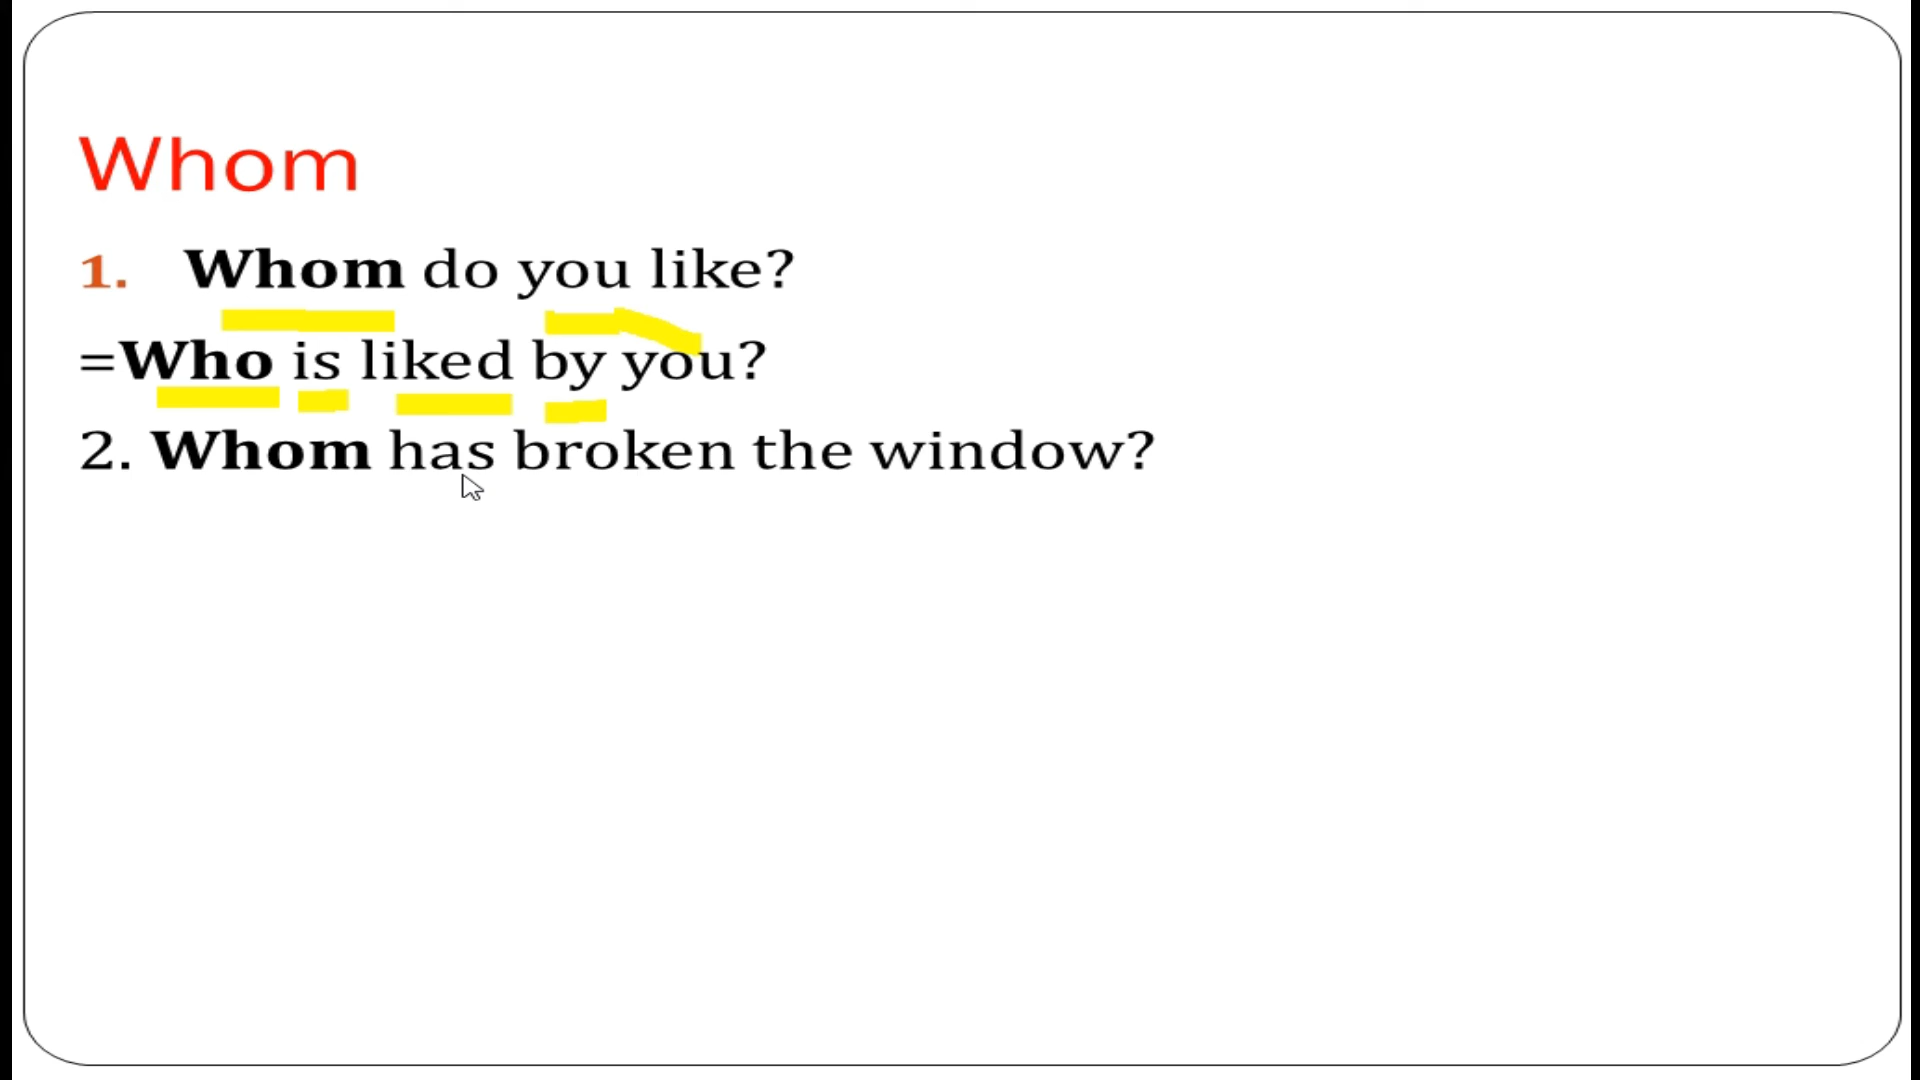 Whom
1. Whom do you like?
=Who is liked by you?
2. Whom has broken the window?